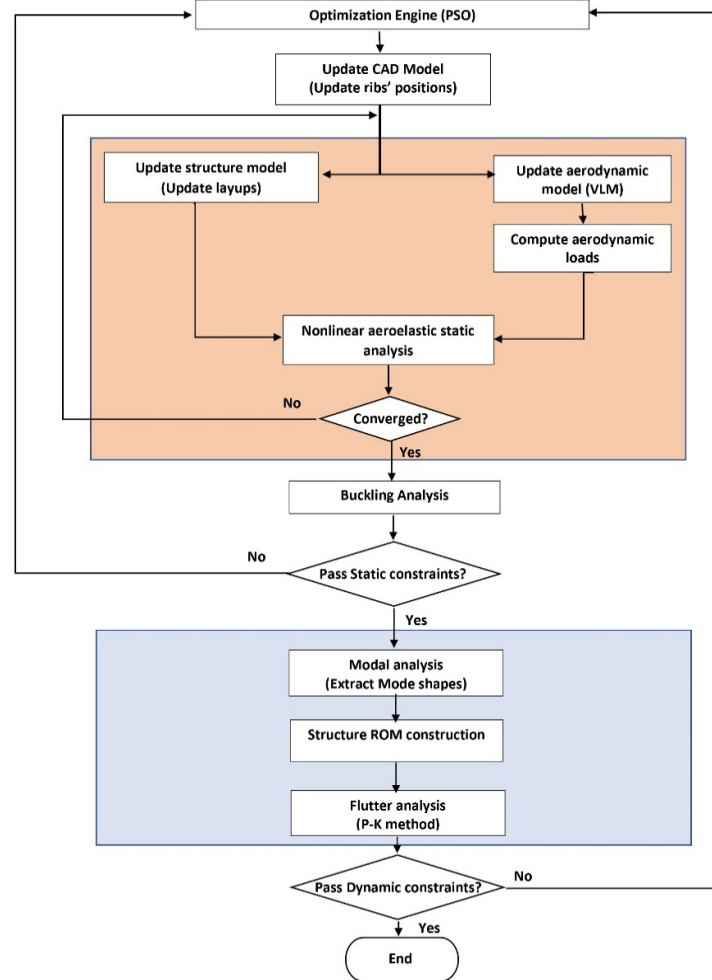 Optimization Engine (PSO)
Update CAD Model
(Update ribs’ positions)
Update structure model
(Update layups)
Update aerodynamic
model (VLM)
Compute aerodynamic
loads
Nonlinear aeroelastic static
analysis
No
Converged?
Yes
Buckling Analysis
No
Pass Static constraints?
Yes
Modal analysis
(Extract Mode shapes)
Structure ROM construction
Flutter analysis
(P-K method)
Pass Dynamic constraints?
No
Yes
End